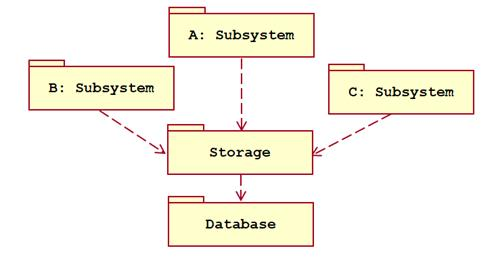 A: Subsystem
B: Subsystem
C: Subsystem
Storage
Database